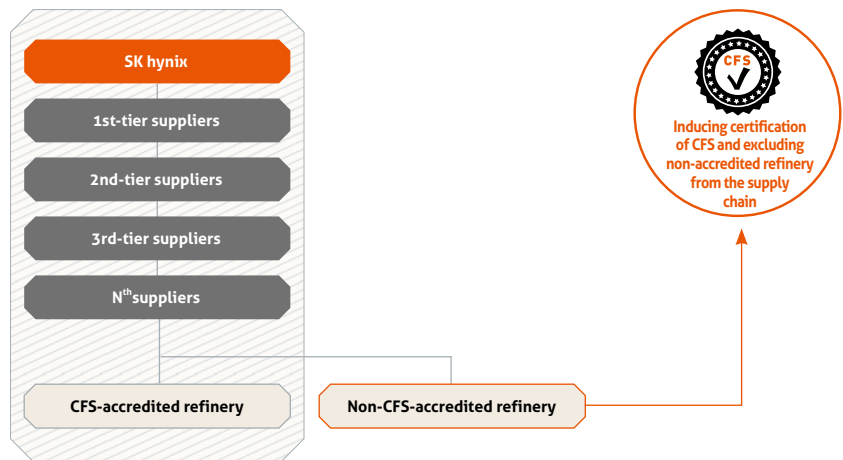 SK hynix
1st-tier suppliers
2nd-tier suppliers
3rd-tier suppliers
Nth suppliers
CFS-accredited refinery
Non-CFS-accredited refinery
CFS
Inducing certification
of CFS and excluding
non-accredited refinery
from the supply
chain